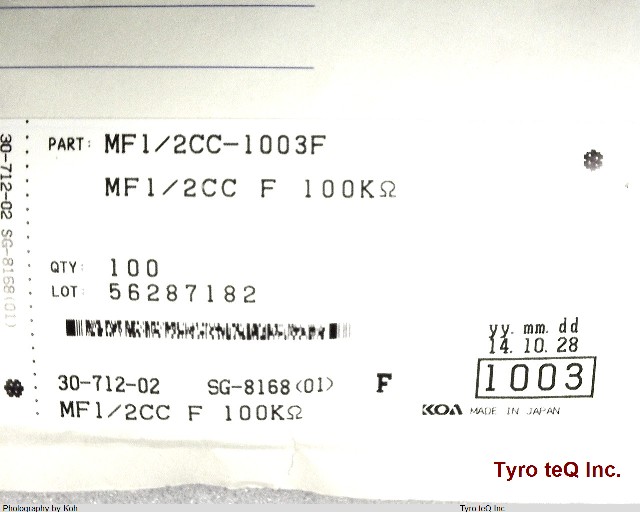 PART: MF1/2CC-1003F
MF1/2CC F 100KΩ
QTY: 100
LOT: 56287182
yy. mm. dd
14. 10. 28
30-712-02 SG-8168(01) F
1003
MF1/2CC F 100KΩ
KOA MADE IN JAPAN
30-712-02 SG-8168(01)
Tyro teQ Inc.
Photography by Koh
Tyro teQ Inc